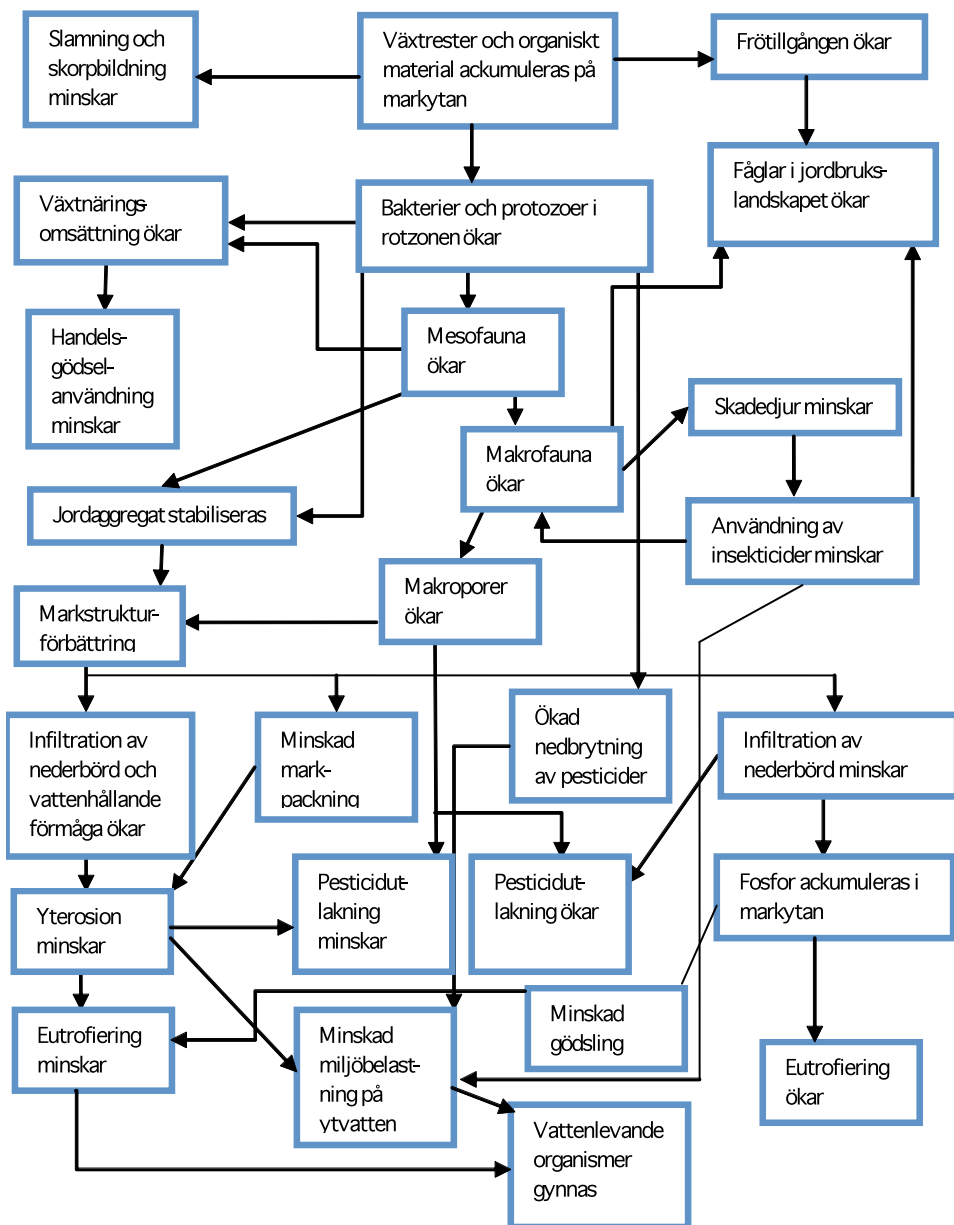 Slamning och
skorpbildning
minskar
Växtrester och organiskt
material ackumuleras på
markytan
Frötillgången ökar
Fåglar i jordbruks-
landskapet ökar
Växtnärings-
omsättning ökar
Bakterier och protozoer i
rotzonen ökar
Handels-
gödsel-
användning
minskar
Mesofauna
ökar
Skadedjur minskar
Makrofauna
ökar
Jordaggregat stabiliseras
Användning av
insekticider minskar
Markstruktur-
förbättring
Makroporer
ökar
Infiltration av
nederbörd och
vattenhållande
förmåga ökar
Minskad
mark-
packning
Ökad
nedbrytning
av pesticider
Infiltration av
nederbörd minskar
Yterosion
minskar
Pesticidut-
lakning
minskar
Pesticidut-
lakning ökar
Fosfor ackumuleras i
markytan
Eutrofiering
minskar
Minskad
miljöbelast-
ning på
ytvatten
Minskad
gödsling
Eutrofiering
ökar
Vattenlevande
organismer
gynnas